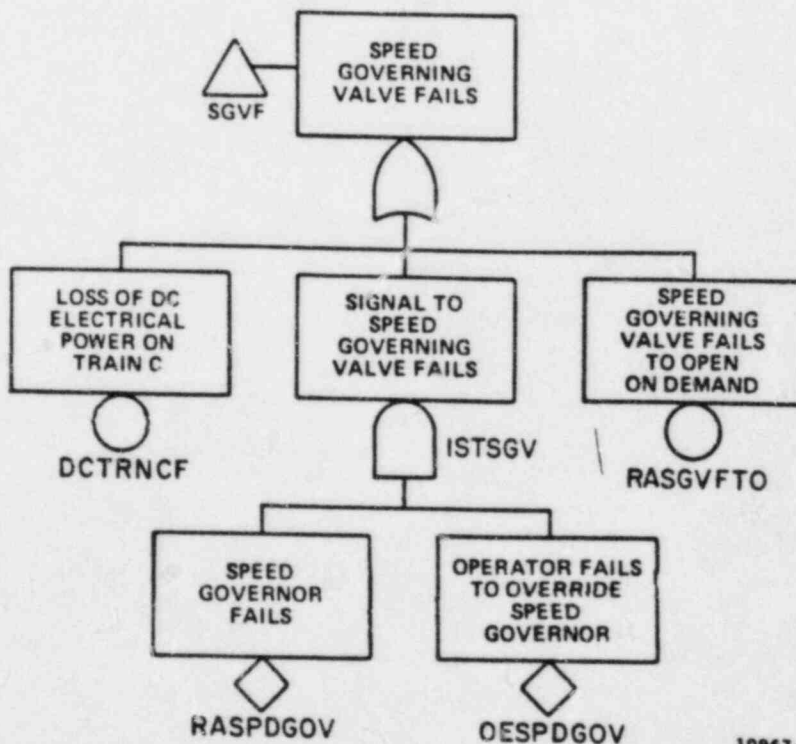 SPEED
GOVERNING
VALVE FAILS
SGVF
LOSS OF DC
ELECTRICAL
POWER ON
TRAIN C
DCTRNCF
SIGNAL TO
SPEED
GOVERNING
VALVE FAILS
ISTSGV
SPEED
GOVERNING
VALVE FAILS
TO OPEN
ON DEMAND
RASGVFTO
SPEED
GOVERNOR
FAILS
RASPDGOV
OPERATOR FAILS
TO OVERRIDE
SPEED
GOVERNOR
OESPDGOV